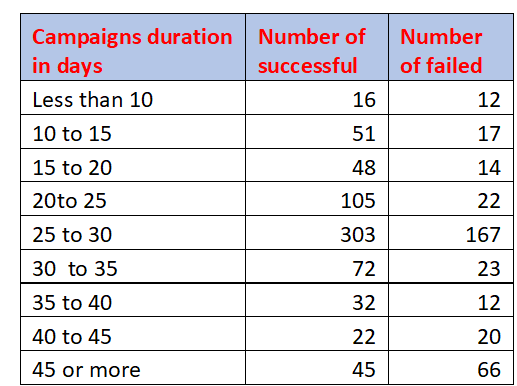 Campaigns duration in days Number of successful Number of failed
Less than 10 16 12
10 to 15 51 17
15 to 20 48 14
20to 25 105 22
25 to 30 303 167
30  to 35 72 23
35 to 40 32 12
40 to 45 22 20
45 or more 45 66